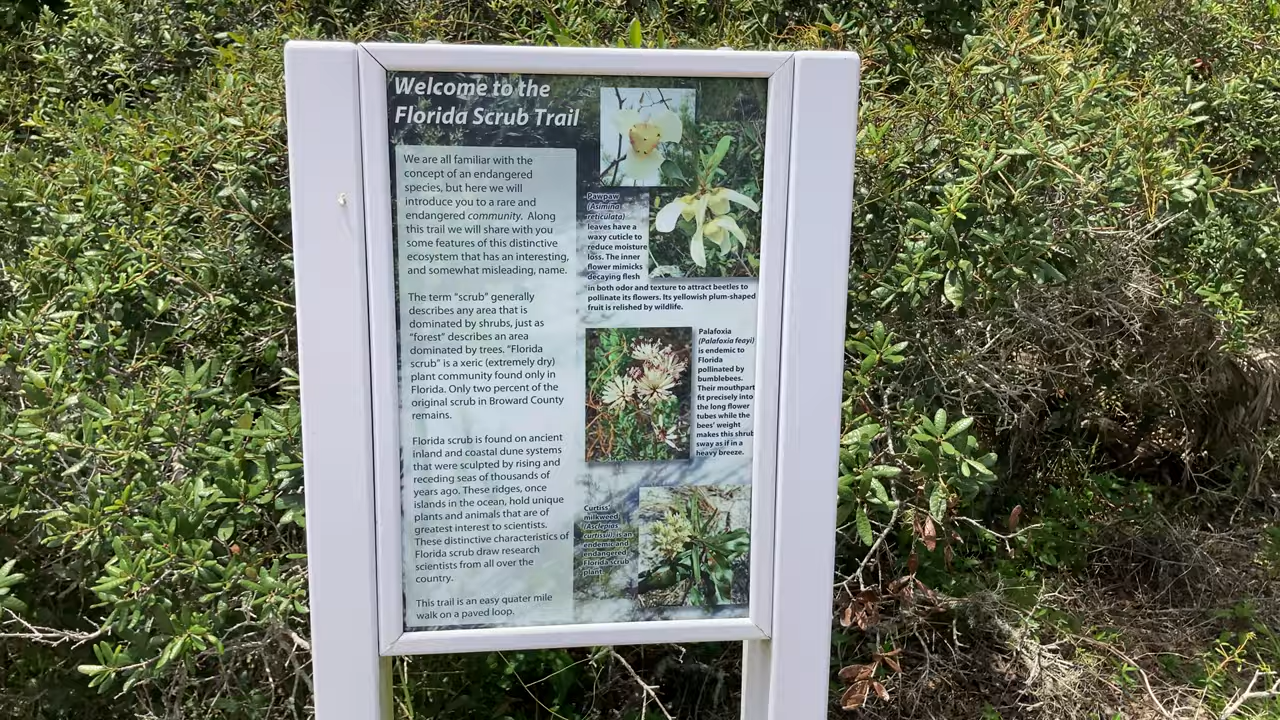 Welcome to the
Florida Scrub Trail
We are all familiar with the
concept of an endangered
species, but here we will
introduce you to a rare and
endangered community. Along
this trail we will share with you
some features of this distinctive
ecosystem that has an interesting,
and somewhat misleading, name.
The term “scrub” generally
describes any area that is
dominated by shrubs, just as
“forest” describes an area
dominated by trees. “Florida
scrub” is a xeric (extremely dry)
plant community found only in
Florida. Only two percent of the
original scrub in Broward County
remains.
Florida scrub is found on ancient
inland and coastal dune systems
that were sculpted by rising and
receding seas of thousands of
years ago. These ridges, once
islands in the ocean, hold unique
plants and animals that are of
greatest interest to scientists.
These distinctive characteristics of
Florida scrub draw research
scientists from all over the
country.
This trail is an easy quater mile
walk on a paved loop.
Pawpaw
(Asimina
reticulata)
leaves have a
waxy cuticle to
reduce moisture
loss. The inner
flower mimicks
decaying flesh
in both odor and texture to attract beetles to
pollinate its flowers. Its yellowish plum-shaped
fruit is relished by wildlife.
Palafoxia
(Palafoxia feayi)
is endemic to
Florida
pollinated by
bumblebees.
Their mouthpart
fit precisely into
the long flower
tubes while the
bees' weight
makes this shrub
sway as if in a
heavy breeze.
Curtiss'
milkweed
(Asclepias
curtissii) is an
endemic and
endangered
Florida scrub
plant.